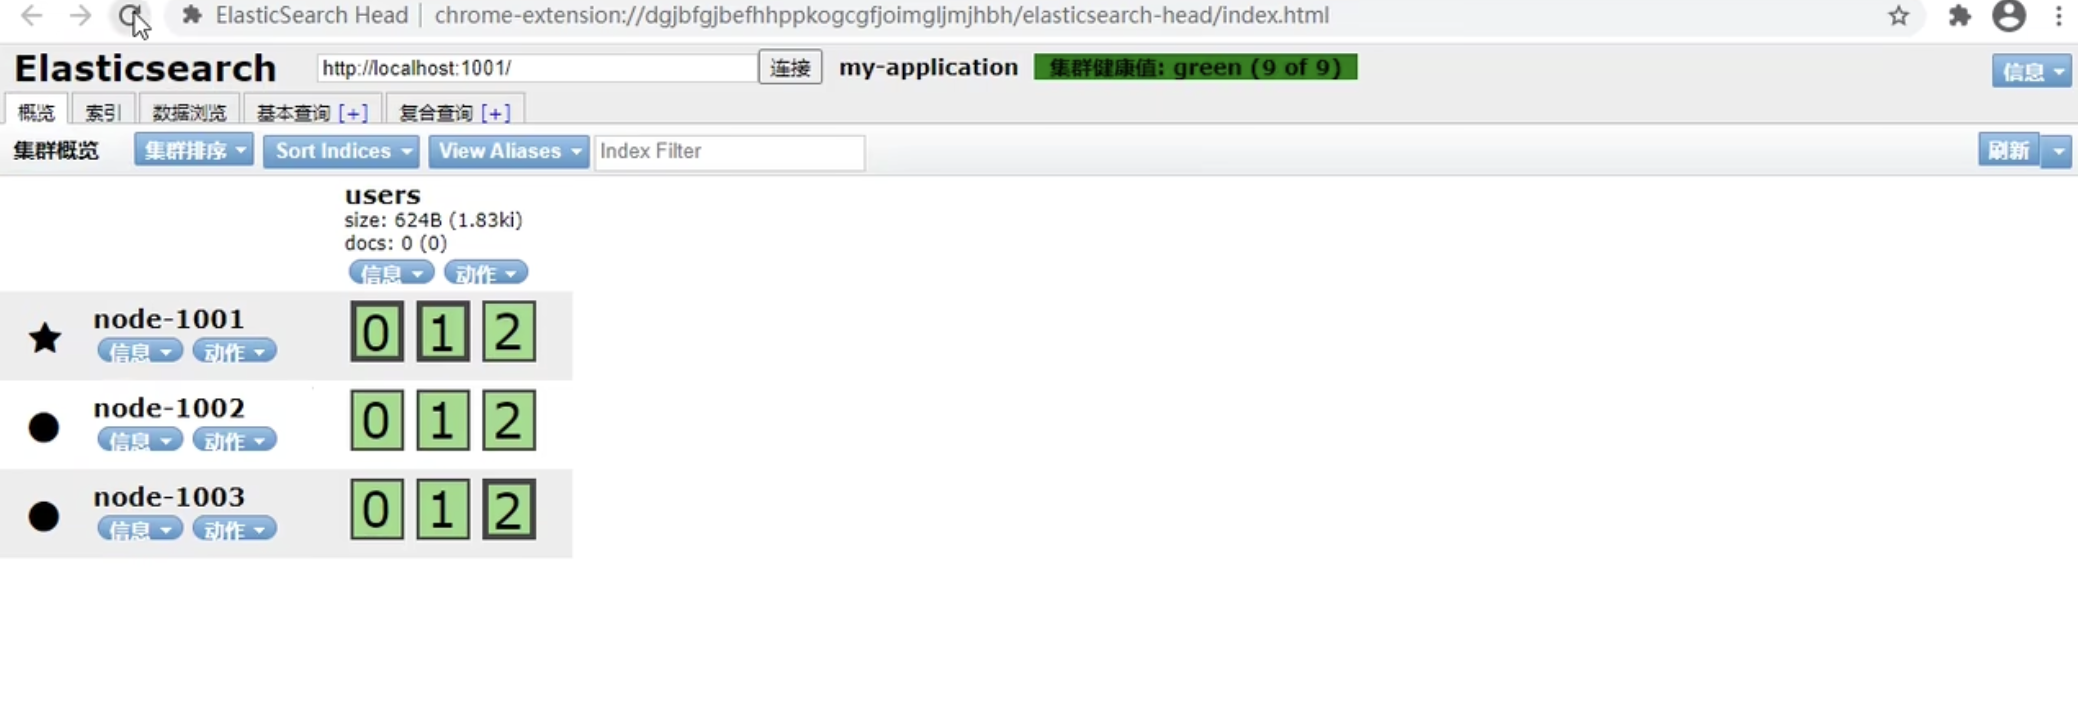 ElasticSearch Head | chrome-extension://dgjbfgjbefhhppkogcgfjoimgljmjhbh/elasticsearch-head/index.html
Elasticsearch http://localhost:1001/ 连接 my-application 集群健康值: green (9 of 9) 信息
概览 索引 数据浏览 基本查询 [+] 复合查询 [+]
集群概览 集群排序 Sort Indices View Aliases Index Filter 刷新
users
size: 624B (1.83ki)
docs: 0 (0)
信息 动作
node-1001
信息 动作
0 1 2
node-1002
信息 动作
0 1 2
node-1003
信息 动作
0 1 2